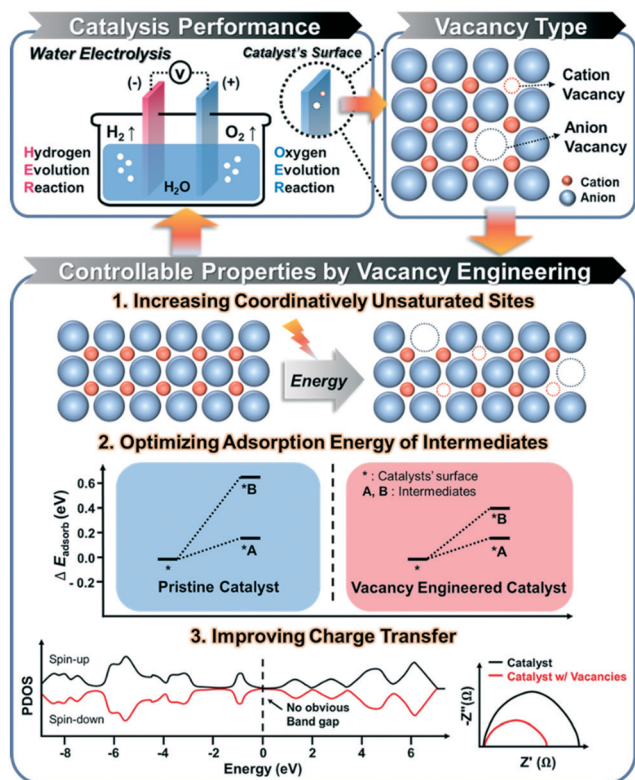 Catalysis Performance
Water Electrolysis
Catalyst's Surface
(-)
V
(+)
H₂↑
O₂↑
Hydrogen
Evolution
Reaction
H₂O
Oxygen
Evolution
Reaction
Vacancy Type
Cation
Vacancy
Anion
Vacancy
Cation
Anion
Controllable Properties by Vacancy Engineering
1. Increasing Coordinatively Unsaturated Sites
Energy
2. Optimizing Adsorption Energy of Intermediates
Δ E adsorb (eV)
0.6
0.4
0.2
0.0
- 0.2
*B
*A
*
Pristine Catalyst
* : Catalysts' surface
A, B : Intermediates
*B
*A
*
Vacancy Engineered Catalyst
3. Improving Charge Transfer
PDOS
Spin-up
Spin-down
No obvious
Band gap
-8 -6 -4 -2 0 2 4 6
Energy (eV)
-Z"(Ω)
Catalyst
Catalyst w/ Vacancies
Z' (Ω)